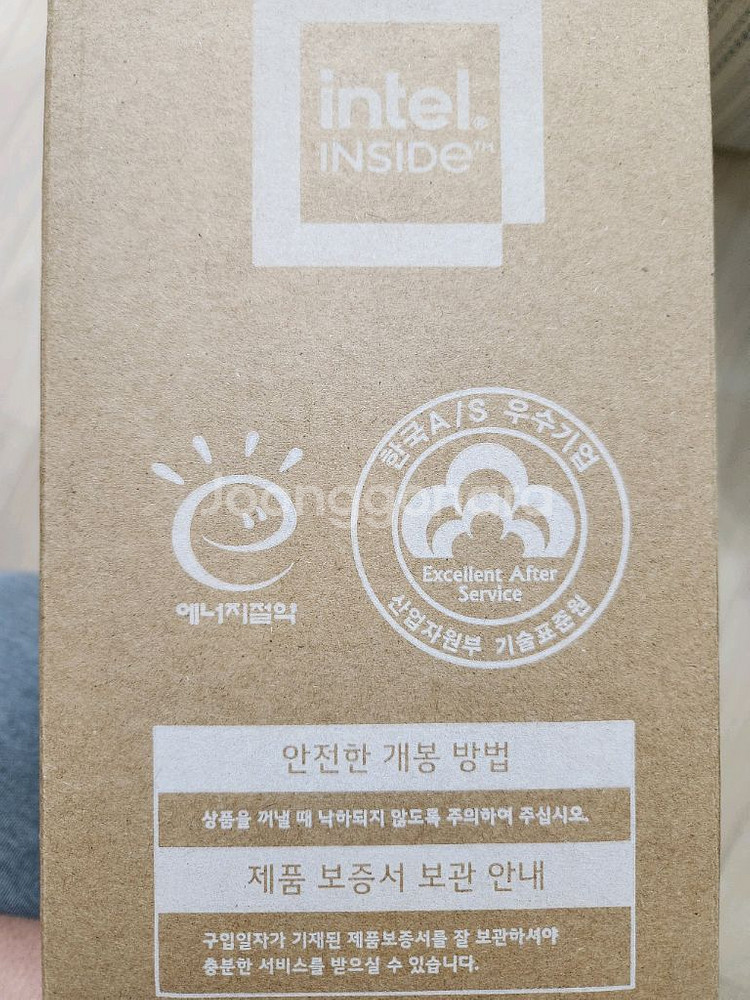 intel®
INSIDE™
한국A/S 우수기업
Joonggonara
Excellent After
Service
에너지절약
산업자원부 기술표준원
안전한 개봉 방법
상품을 꺼낼 때 낙하되지 않도록 주의하여 주십시오.
제품 보증서 보관 안내
구입일자가 기재된 제품보증서를 잘 보관하셔야
충분한 서비스를 받으실 수 있습니다.